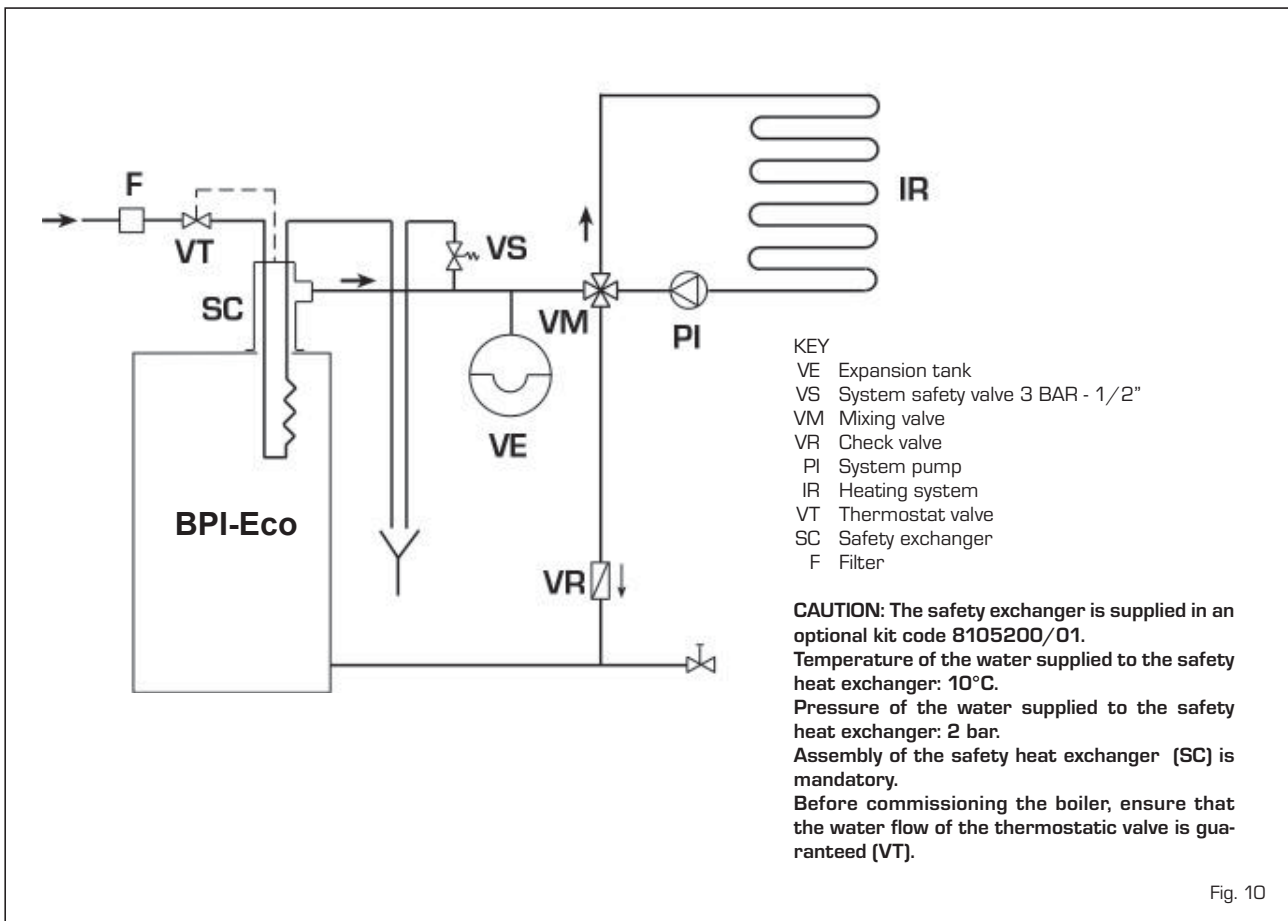 F
VT
SC
VS
VM
PI
IR
VE
BPI-Eco
VR
KEY
VE Expansion tank
VS System safety valve 3 BAR - 1/2”
VM Mixing valve
VR Check valve
PI System pump
IR Heating system
VT Thermostat valve
SC Safety exchanger
F Filter
CAUTION: The safety exchanger is supplied in an
optional kit code 8105200/01.
Temperature of the water supplied to the safety
heat exchanger: 10°C.
Pressure of the water supplied to the safety
heat exchanger: 2 bar.
Assembly of the safety heat exchanger (SC) is
mandatory.
Before commissioning the boiler, ensure that
the water flow of the thermostatic valve is gua-
ranteed (VT).
Fig. 10